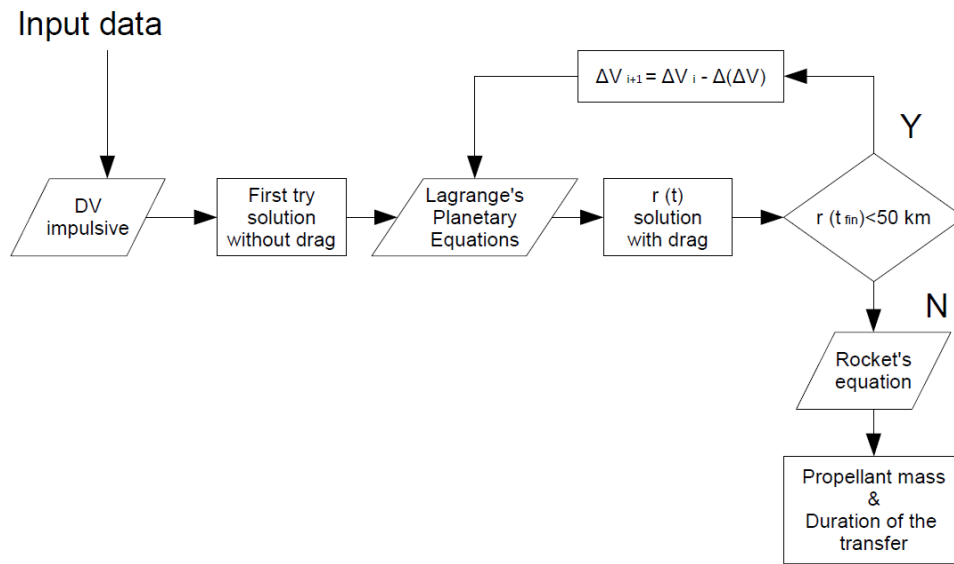 Input data
ΔV i+1 = ΔV i - Δ(ΔV)
Y
DV
impulsive
First try
solution
without drag
Lagrange's
Planetary
Equations
r (t)
solution
with drag
r (t fin)<50 km
N
Rocket's
equation
Propellant mass
&
Duration of the
transfer